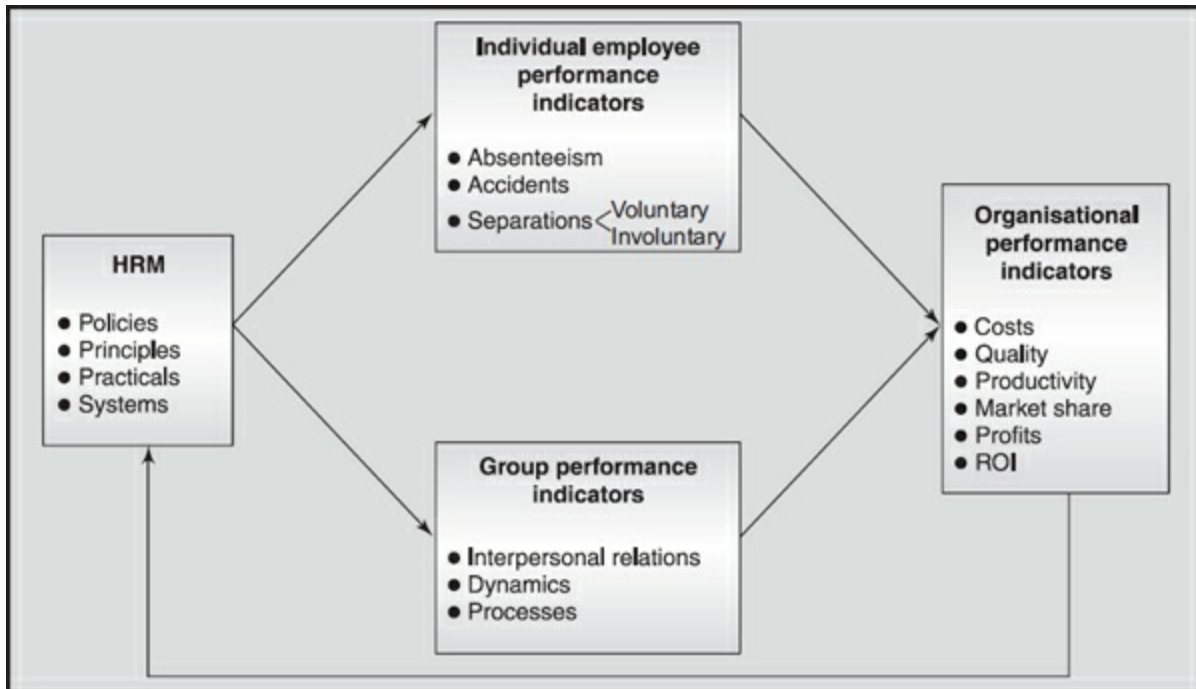 Individual employee
performance
indicators
● Absenteeism
● Accidents
● Separations
Voluntary
Involuntary
HRM
● Policies
● Principles
● Practicals
● Systems
Organisational
performance
indicators
● Costs
● Quality
● Productivity
● Market share
● Profits
● ROI
Group performance
indicators
● Interpersonal relations
● Dynamics
● Processes